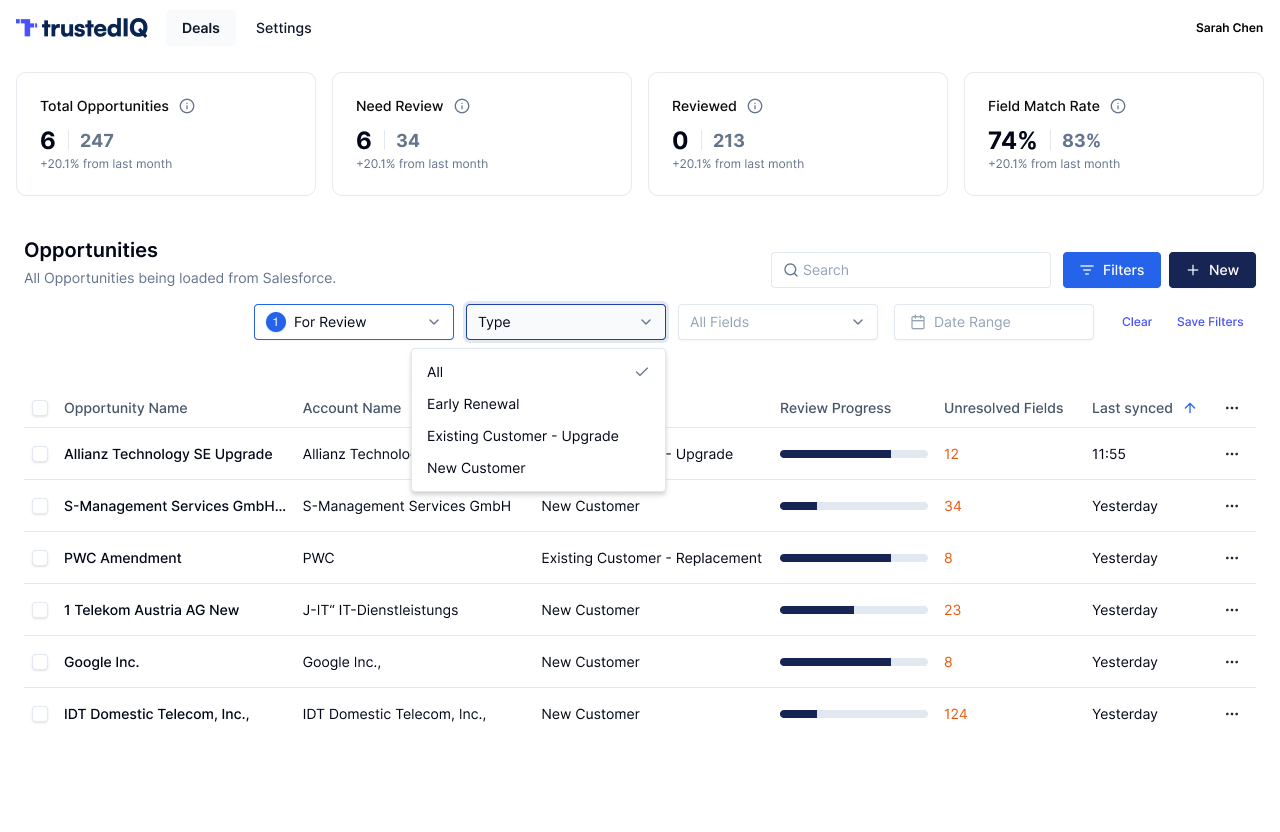 trustedIQ Deals Settings Sarah Chen
Total Opportunities Need Review Reviewed Field Match Rate
6 247 6 34 0 213 74% 83%
+20.1% from last month +20.1% from last month +20.1% from last month +20.1% from last month
Opportunities
All Opportunities being loaded from Salesforce.
Search Filters New
1 For Review Type All Fields Date Range Clear Save Filters
All
Early Renewal
Existing Customer - Upgrade
New Customer
Opportunity Name Account Name Review Progress Unresolved Fields Last synced
Allianz Technology SE Upgrade Allianz Technolo - Upgrade 12 11:55
S-Management Services GmbH... S-Management Services GmbH New Customer 34 Yesterday
PWC Amendment PWC Existing Customer - Replacement 8 Yesterday
1 Telekom Austria AG New J-IT“ IT-Dienstleistungs New Customer 23 Yesterday
Google Inc. Google Inc., New Customer 8 Yesterday
IDT Domestic Telecom, Inc., IDT Domestic Telecom, Inc., New Customer 124 Yesterday